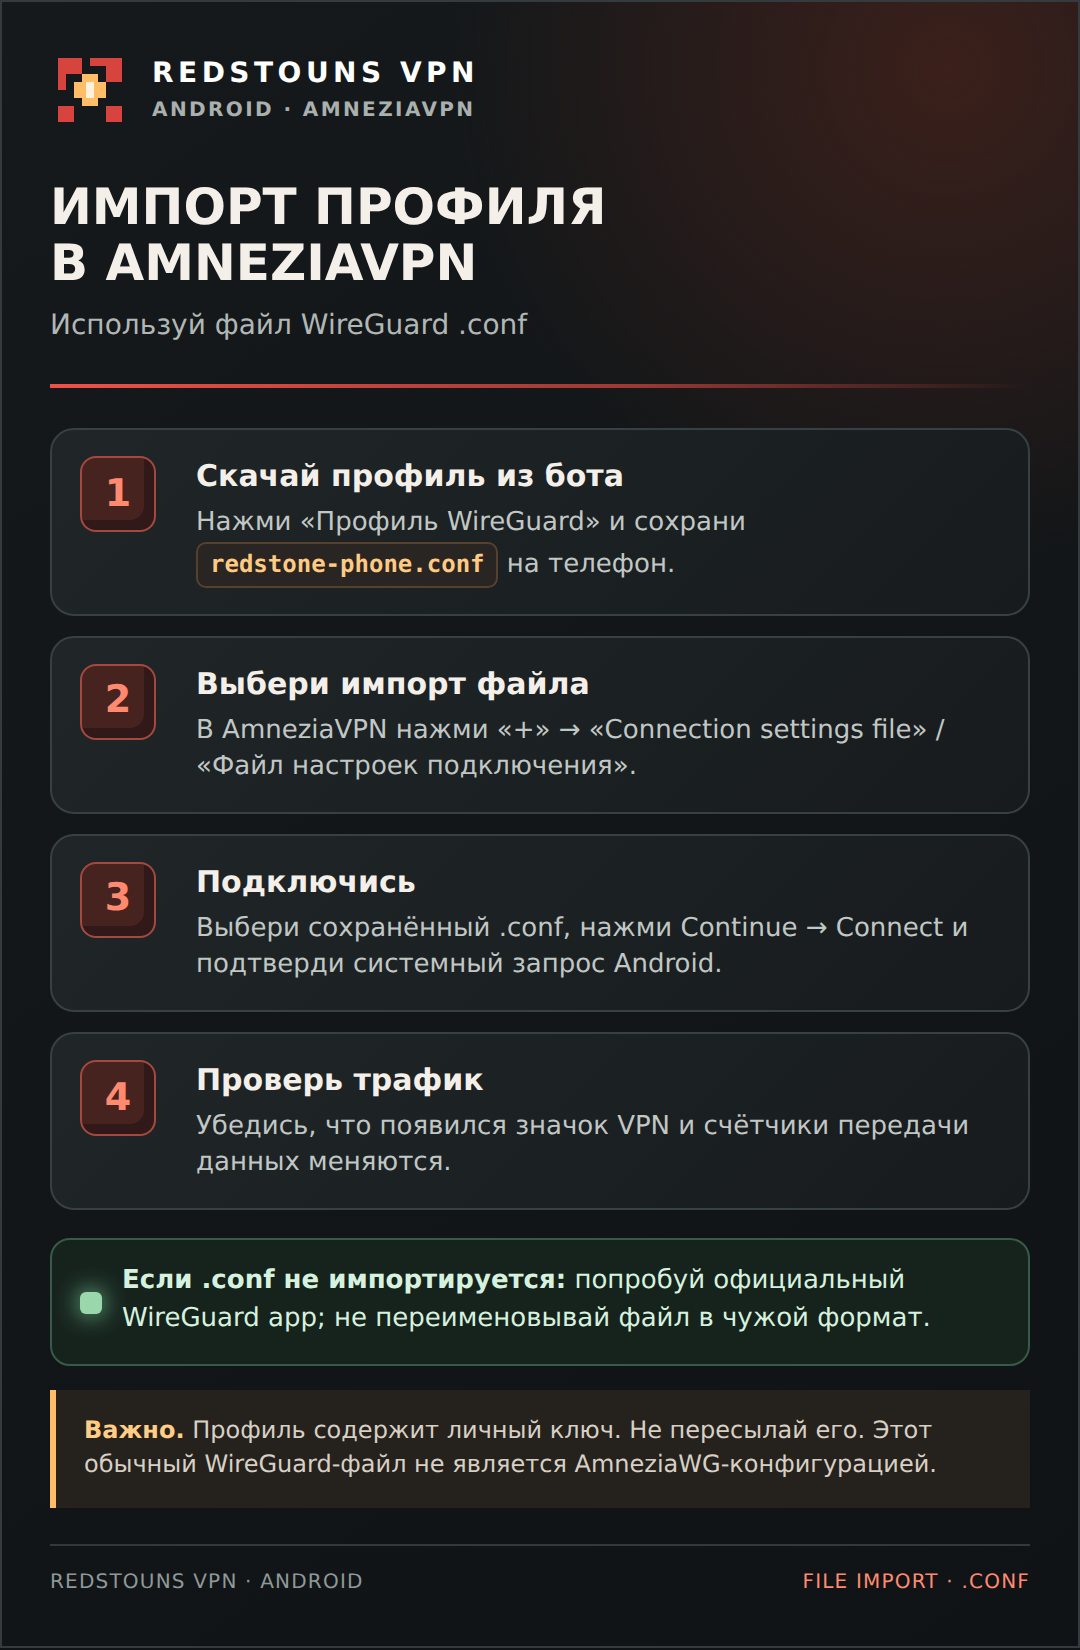 REDSTOUNS VPN
ANDROID · AMNEZIAVPN
ИМПОРТ ПРОФИЛЯ
В AMNEZIAVPN
Используй файл WireGuard .conf
1
Скачай профиль из бота
Нажми «Профиль WireGuard» и сохрани
redstone-phone.conf на телефон.
2
Выбери импорт файла
В AmneziaVPN нажми «+» → «Connection settings file» /
«Файл настроек подключения».
3
Подключись
Выбери сохранённый .conf, нажми Continue → Connect и
подтверди системный запрос Android.
4
Проверь трафик
Убедись, что появился значок VPN и счётчики передачи
данных меняются.
Если .conf не импортируется: попробуй официальный
WireGuard app; не переименовывай файл в чужой формат.
Важно. Профиль содержит личный ключ. Не пересылай его. Этот
обычный WireGuard-файл не является AmneziaWG-конфигурацией.
REDSTOUNS VPN · ANDROID
FILE IMPORT · .CONF